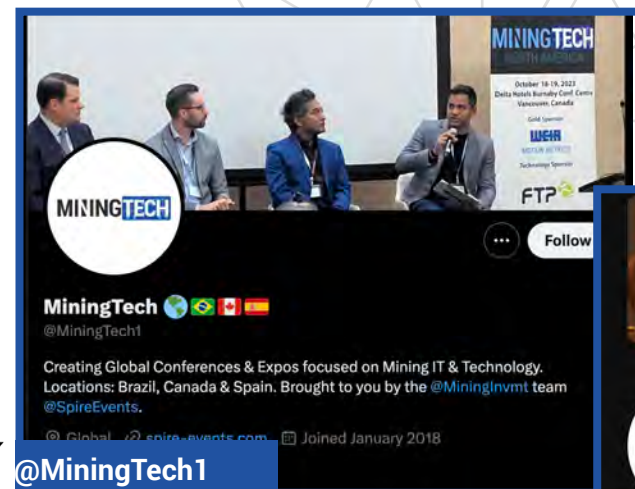 MININGTECH
NORTH AMERICA
October 18-19, 2023
Delta Hotels Burnaby Conf. Centre
Vancouver, Canada
Gold Sponsor
WEIR
MOTION METRICS
Technology Sponsor
FTP
MININGTECH
Follow
MiningTech
@MiningTech1
Creating Global Conferences & Expos focused on Mining IT & Technology.
Locations: Brazil, Canada & Spain. Brought to you by the @MiningInvmt team
@SpireEvents.
Global spire-events.com Joined January 2018
@MiningTech1